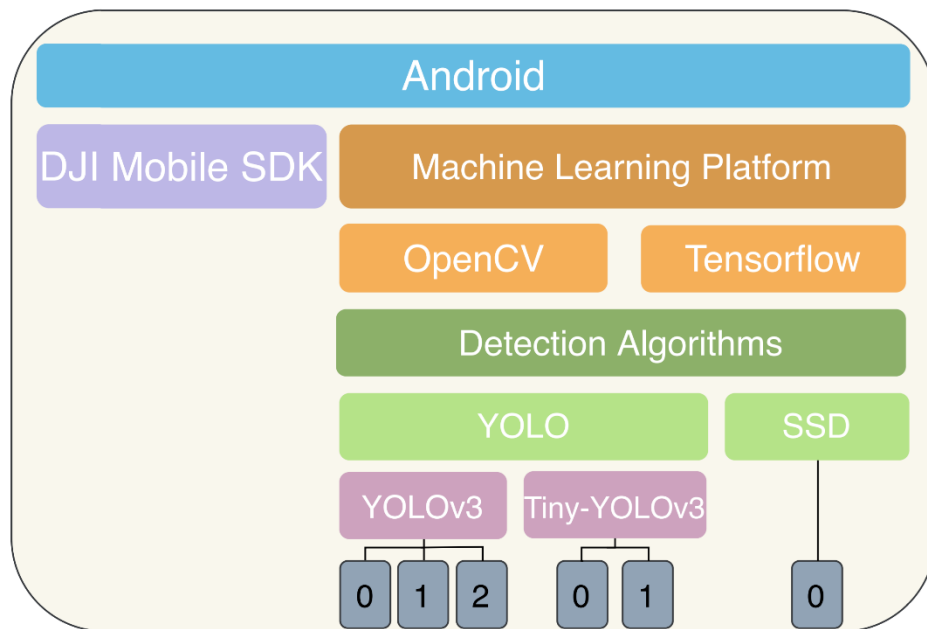 Android
DJI Mobile SDK
Machine Learning Platform
OpenCV
Tensorflow
Detection Algorithms
YOLO
SSD
YOLOv3
Tiny-YOLOv3
0
1
2
0
1
0